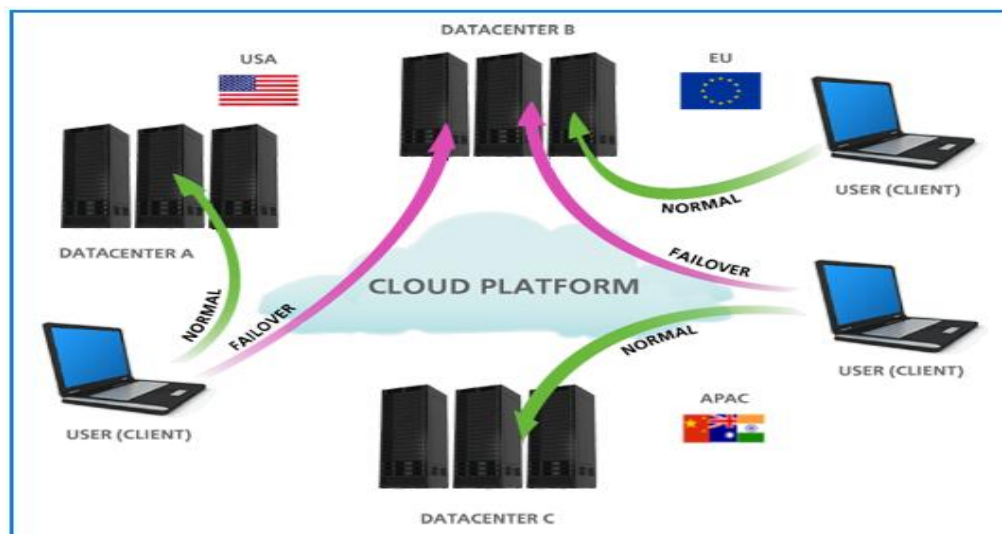 DATACENTER B
USA
EU
USER (CLIENT)
NORMAL
DATACENTER A
FAILOVER
CLOUD PLATFORM
NORMAL
FAILOVER
NORMAL
USER (CLIENT)
APAC
USER (CLIENT)
DATACENTER C